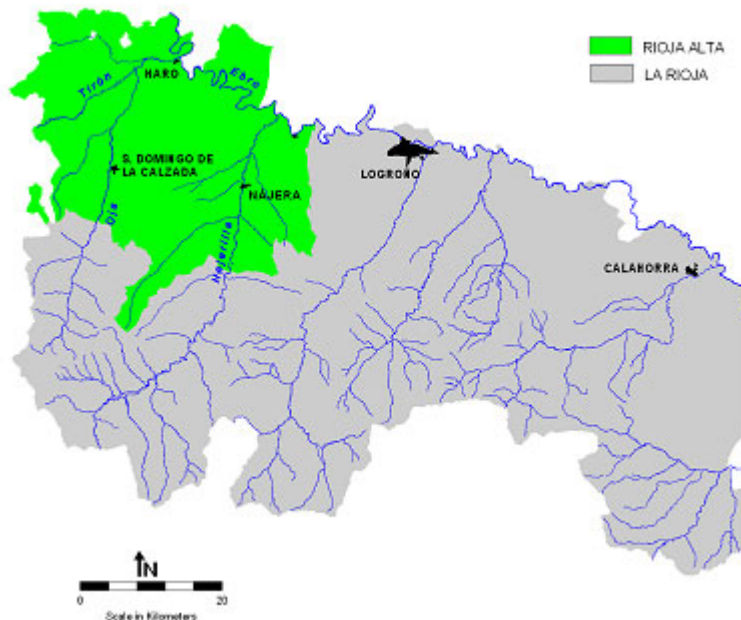 RIOJA ALTA
LA RIOJA
HARO
Ebro
Tirón
S. DOMINGO DE
LA CALZADA
NÁJERA
LOGROÑO
Oja
Najerilla
CALAHORRA
N
0 20
Scale in Kilometers